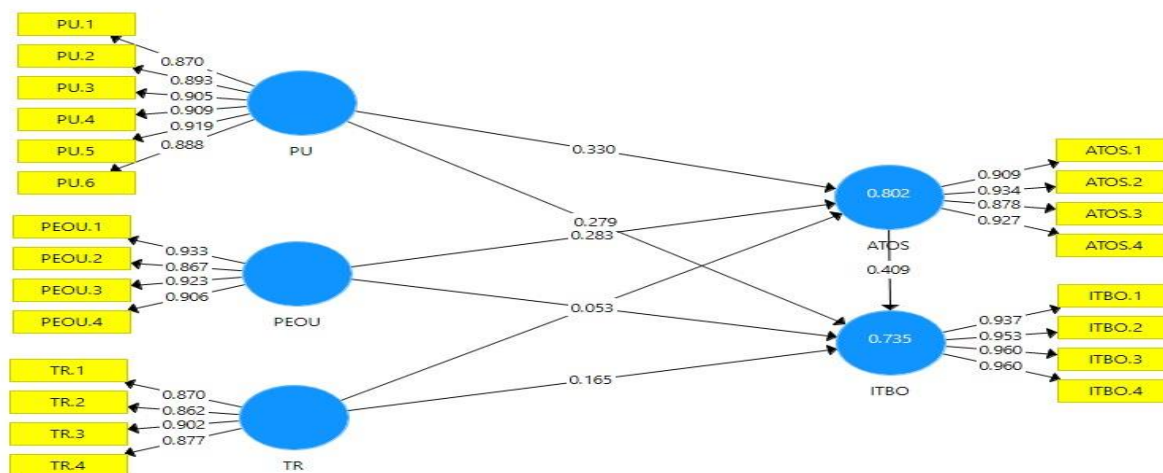 PU.1
PU.2
PU.3
PU.4
PU.5
PU.6
0.870
0.893
0.905
0.909
0.919
0.888
PU
PEOU.1
PEOU.2
PEOU.3
PEOU.4
0.933
0.867
0.923
0.906
PEOU
TR.1
TR.2
TR.3
TR.4
0.870
0.862
0.902
0.877
TR
0.330
0.279
0.283
0.053
0.165
0.802
ATOS
0.409
0.735
ITBO
0.909
0.934
0.878
0.927
ATOS.1
ATOS.2
ATOS.3
ATOS.4
0.937
0.953
0.960
0.960
ITBO.1
ITBO.2
ITBO.3
ITBO.4